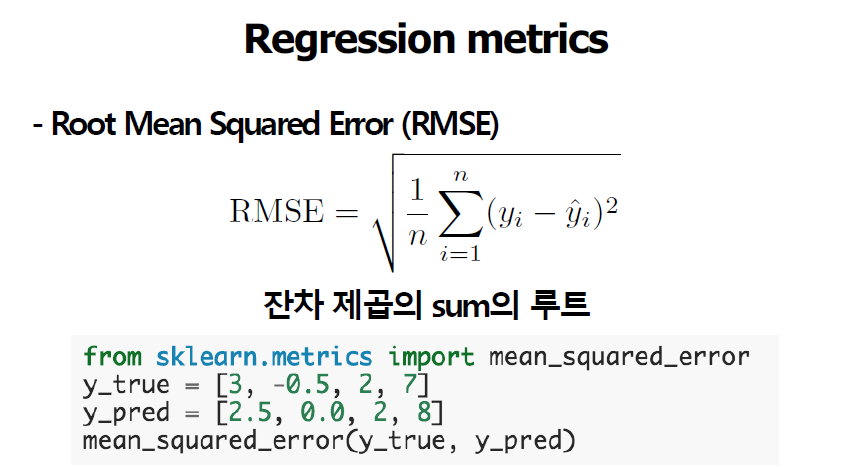 Regression metrics
- Root Mean Squared Error (RMSE)
RMSE = √(1/n ∑_{i=1}^{n} (y_i − ŷ_i)²)
잔차 제곱의 sum의 루트
from sklearn.metrics import mean_squared_error
y_true = [3, -0.5, 2, 7]
y_pred = [2.5, 0.0, 2, 8]
mean_squared_error(y_true, y_pred)